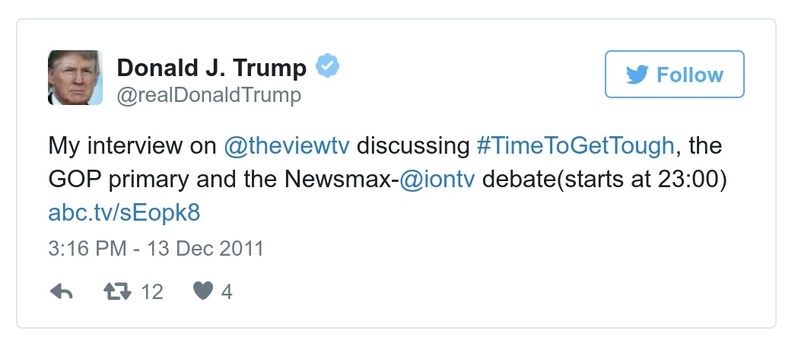 Donald J. Trump
@realDonaldTrump
Follow
My interview on @theviewtv discussing #TimeToGetTough, the
GOP primary and the Newsmax-@iontv debate(starts at 23:00)
abc.tv/sEopk8
3:16 PM - 13 Dec 2011
12 4